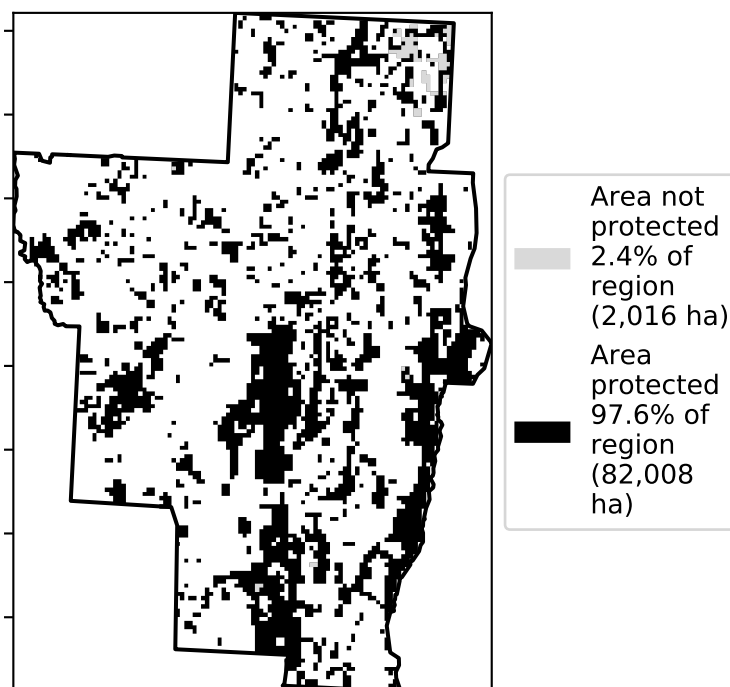 Area not
protected
2.4% of
region
(2,016 ha)
Area
protected
97.6% of
region
(82,008
ha)